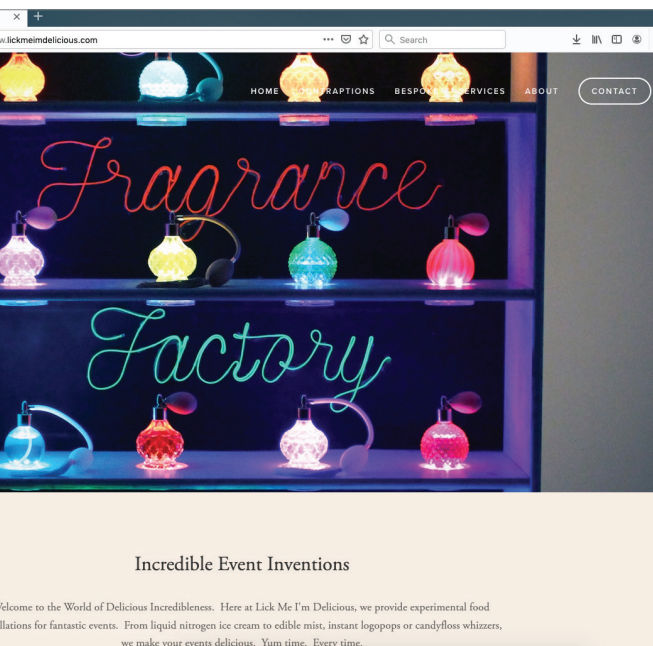 × +
w.lickmeimdelicious.com ••• Search
HOME CONTRAPTIONS BESPOKE SERVICES ABOUT CONTACT
Fragrance
Factory
Incredible Event Inventions
Velcome to the World of Delicious Incredibleness. Here at Lick Me I'm Delicious, we provide experimental food
llations for fantastic events. From liquid nitrogen ice cream to edible mist, instant logopops or candyfloss whizzers,
we make your events delicious. Yum time. Every time.